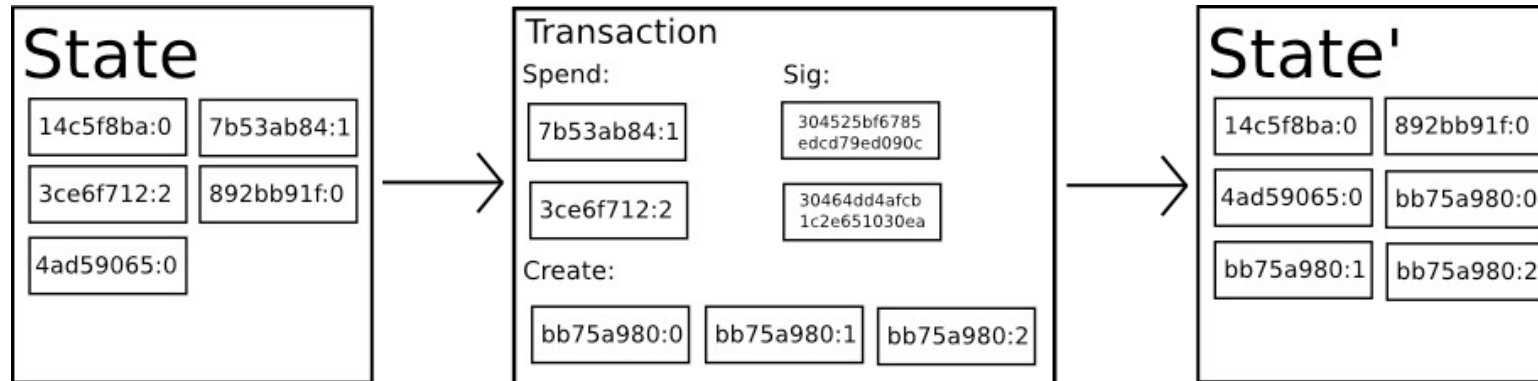 State
14c5f8ba:0 7b53ab84:1
3ce6f712:2 892bb91f:0
4ad59065:0
Transaction
Spend: Sig:
7b53ab84:1
304525bf6785
edcd79ed090c
3ce6f712:2
30464dd4afcb
1c2e651030ea
Create:
bb75a980:0 bb75a980:1 bb75a980:2
State'
14c5f8ba:0 892bb91f:0
4ad59065:0 bb75a980:0
bb75a980:1 bb75a980:2